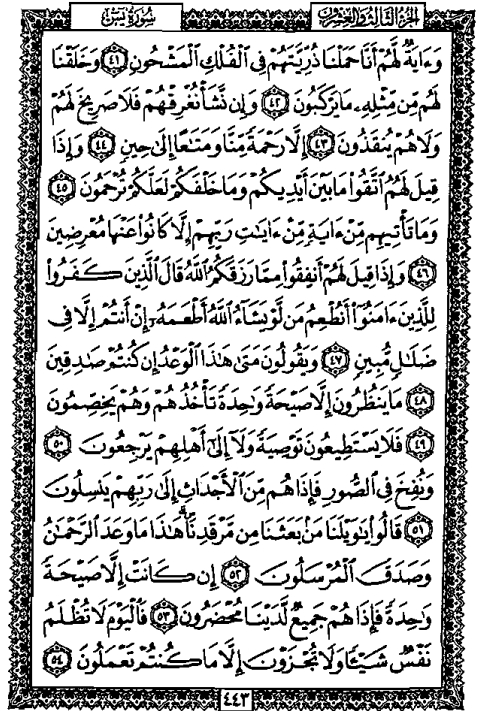 الجزء الثالث والعشرون
سورة يس
وَءَايَةٌ لَّهُمْ أَنَّا حَمَلْنَا ذُرِّيَّتَهُمْ فِى ٱلْفُلْكِ ٱلْمَشْحُونِ ٤١ وَخَلَقْنَا
لَهُم مِّن مِّثْلِهِۦ مَا يَرْكَبُونَ ٤٢ وَإِن نَّشَأْ نُغْرِقْهُمْ فَلَا صَرِيخَ لَهُمْ
وَلَا هُمْ يُنقَذُونَ ٤٣ إِلَّا رَحْمَةً مِّنَّا وَمَتَٰعًا إِلَىٰ حِينٍ ٤٤ وَإِذَا
قِيلَ لَهُمُ ٱتَّقُوا۟ مَا بَيْنَ أَيْدِيكُمْ وَمَا خَلْفَكُمْ لَعَلَّكُمْ تُرْحَمُونَ ٤٥
وَمَا تَأْتِيهِم مِّنْ ءَايَةٍ مِّنْ ءَايَٰتِ رَبِّهِمْ إِلَّا كَانُوا۟ عَنْهَا مُعْرِضِينَ
٤٦ وَإِذَا قِيلَ لَهُمْ أَنفِقُوا۟ مِمَّا رَزَقَكُمُ ٱللَّهُ قَالَ ٱلَّذِينَ كَفَرُوا۟
لِلَّذِينَ ءَامَنُوٓا۟ أَنُطْعِمُ مَن لَّوْ يَشَآءُ ٱللَّهُ أَطْعَمَهُۥٓ إِنْ أَنتُمْ إِلَّا فِى
ضَلَٰلٍ مُّبِينٍ ٤٧ وَيَقُولُونَ مَتَىٰ هَٰذَا ٱلْوَعْدُ إِن كُنتُمْ صَٰدِقِينَ
٤٨ مَا يَنظُرُونَ إِلَّا صَيْحَةً وَٰحِدَةً تَأْخُذُهُمْ وَهُمْ يَخِصِّمُونَ
٤٩ فَلَا يَسْتَطِيعُونَ تَوْصِيَةً وَلَآ إِلَىٰٓ أَهْلِهِمْ يَرْجِعُونَ ٥٠
وَنُفِخَ فِى ٱلصُّورِ فَإِذَا هُم مِّنَ ٱلْأَجْدَاثِ إِلَىٰ رَبِّهِمْ يَنسِلُونَ
٥١ قَالُوا۟ يَٰوَيْلَنَا مَنۢ بَعَثَنَا مِن مَّرْقَدِنَا ۗ هَٰذَا مَا وَعَدَ ٱلرَّحْمَٰنُ
وَصَدَقَ ٱلْمُرْسَلُونَ ٥٢ إِن كَانَتْ إِلَّا صَيْحَةً
وَٰحِدَةً فَإِذَا هُمْ جَمِيعٌ لَّدَيْنَا مُحْضَرُونَ ٥٣ فَٱلْيَوْمَ لَا تُظْلَمُ
نَفْسٌ شَيْـًٔا وَلَا تُجْزَوْنَ إِلَّا مَا كُنتُمْ تَعْمَلُونَ ٥٤
٤٤٣